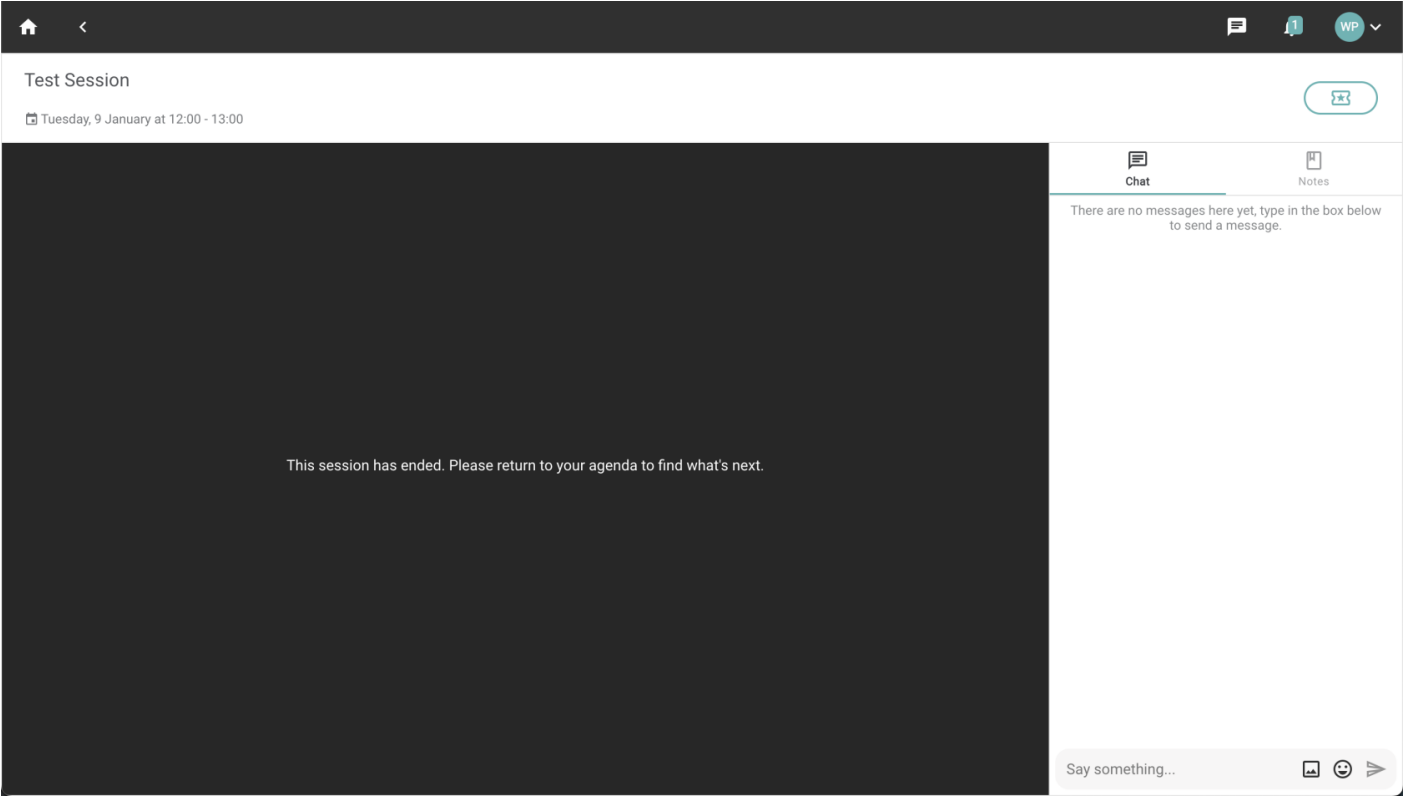 1
WP
Test Session
Tuesday, 9 January at 12:00 - 13:00
Chat
Notes
There are no messages here yet, type in the box below
to send a message.
This session has ended. Please return to your agenda to find what's next.
Say something...